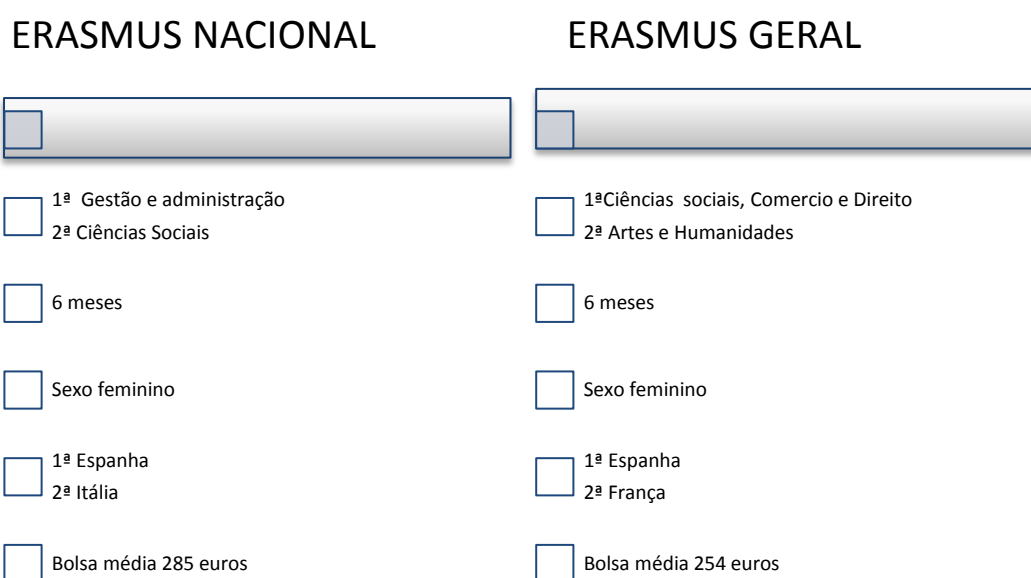 ERASMUS NACIONAL
1ª Gestão e administração
2ª Ciências Sociais
6 meses
Sexo feminino
1ª Espanha
2ª Itália
Bolsa média 285 euros
ERASMUS GERAL
1ªCiências sociais, Comercio e Direito
2ª Artes e Humanidades
6 meses
Sexo feminino
1ª Espanha
2ª França
Bolsa média 254 euros